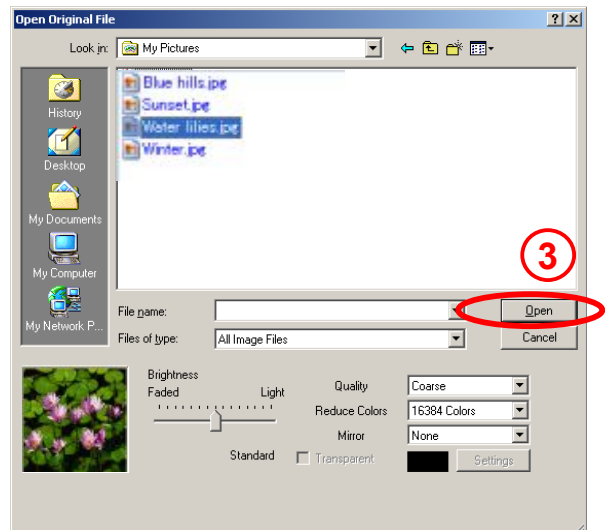 Open Original File
Look in: My Pictures
History
Desktop
My Documents
My Computer
My Network P...
Blue hills.jpg
Sunset.jpg
Water lilies.jpg
Winter.jpg
3
File name: Open
Files of type: All Image Files Cancel
Brightness
Faded Light
Standard
Quality Coarse
Reduce Colors 16384 Colors
Mirror None
Transparent Settings